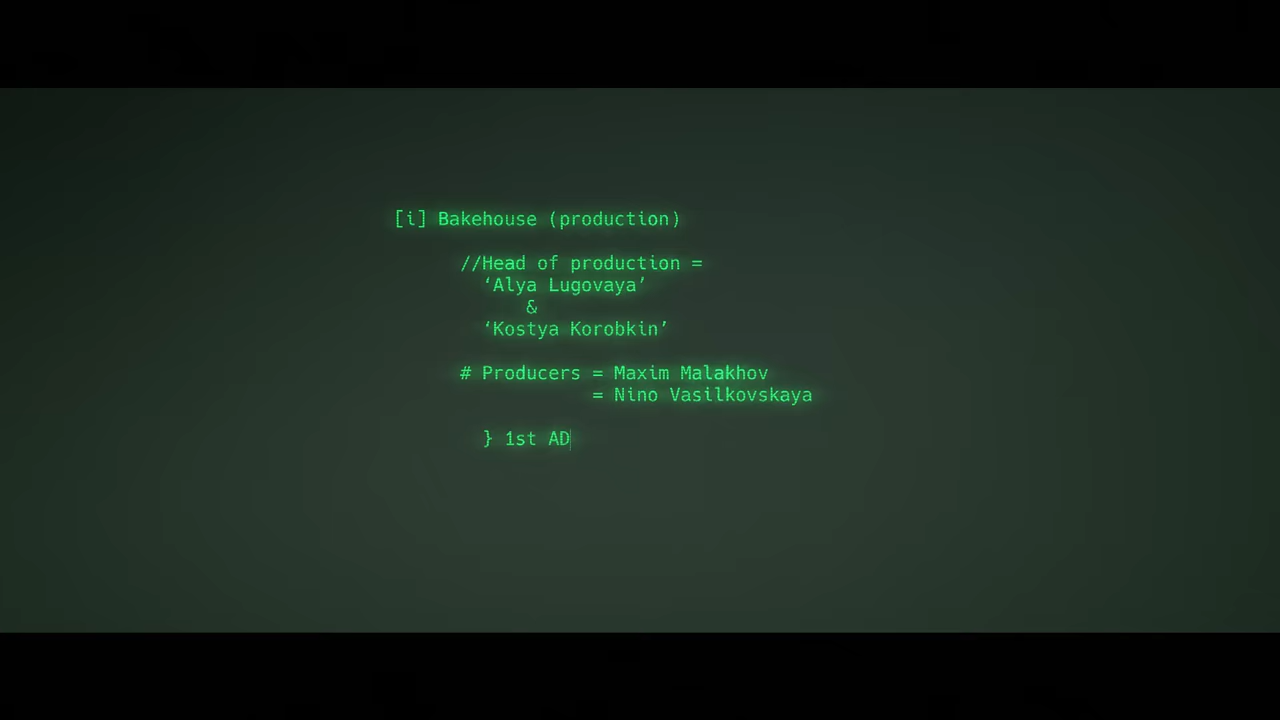 [i] Bakehouse (production)
//Head of production =
‘Alya Lugovaya’
&
‘Kostya Korobkin’
# Producers = Maxim Malakhov
= Nino Vasilkovskaya
} 1st AD